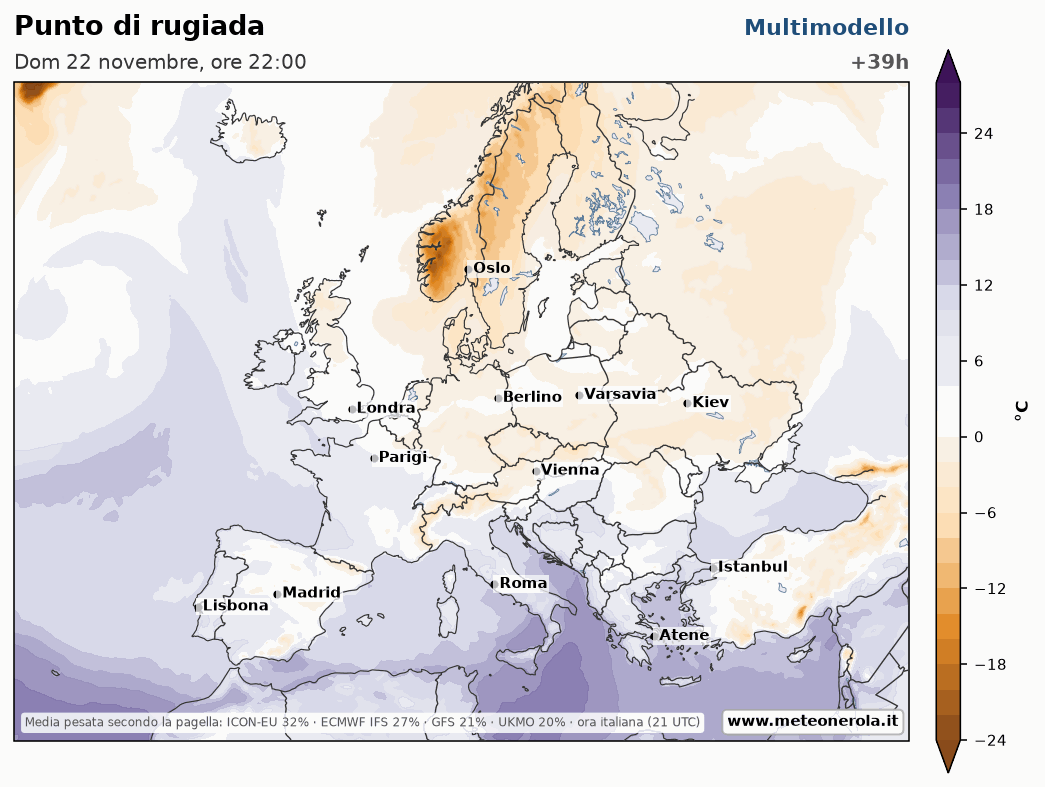 Punto di rugiada
Multimodello
Dom 22 novembre, ore 22:00
+39h
Oslo
Londra
Berlino
Varsavia
Kiev
Parigi
Vienna
Istanbul
Roma
Madrid
Lisbona
Atene
24
18
12
6
0
−6
−12
−18
−24
°C
Media pesata secondo la pagella: ICON-EU 32% · ECMWF IFS 27% · GFS 21% · UKMO 20% · ora italiana (21 UTC)
www.meteonerola.it